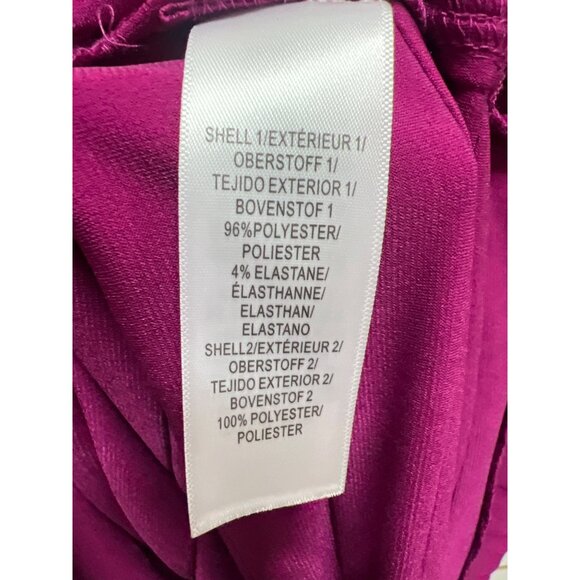 SHELL 1/EXTÉRIEUR 1/
OBERSTOFF 1/
TEJIDO EXTERIOR 1/
BOVENSTOF 1
96%POLYESTER/
POLIESTER
4% ELASTANE/
ÉLASTHANNE/
ELASTHAN/
ELASTANO
SHELL2/EXTÉRIEUR 2/
OBERSTOFF 2/
TEJIDO EXTERIOR 2/
BOVENSTOF 2
100% POLYESTER/
POLIESTER